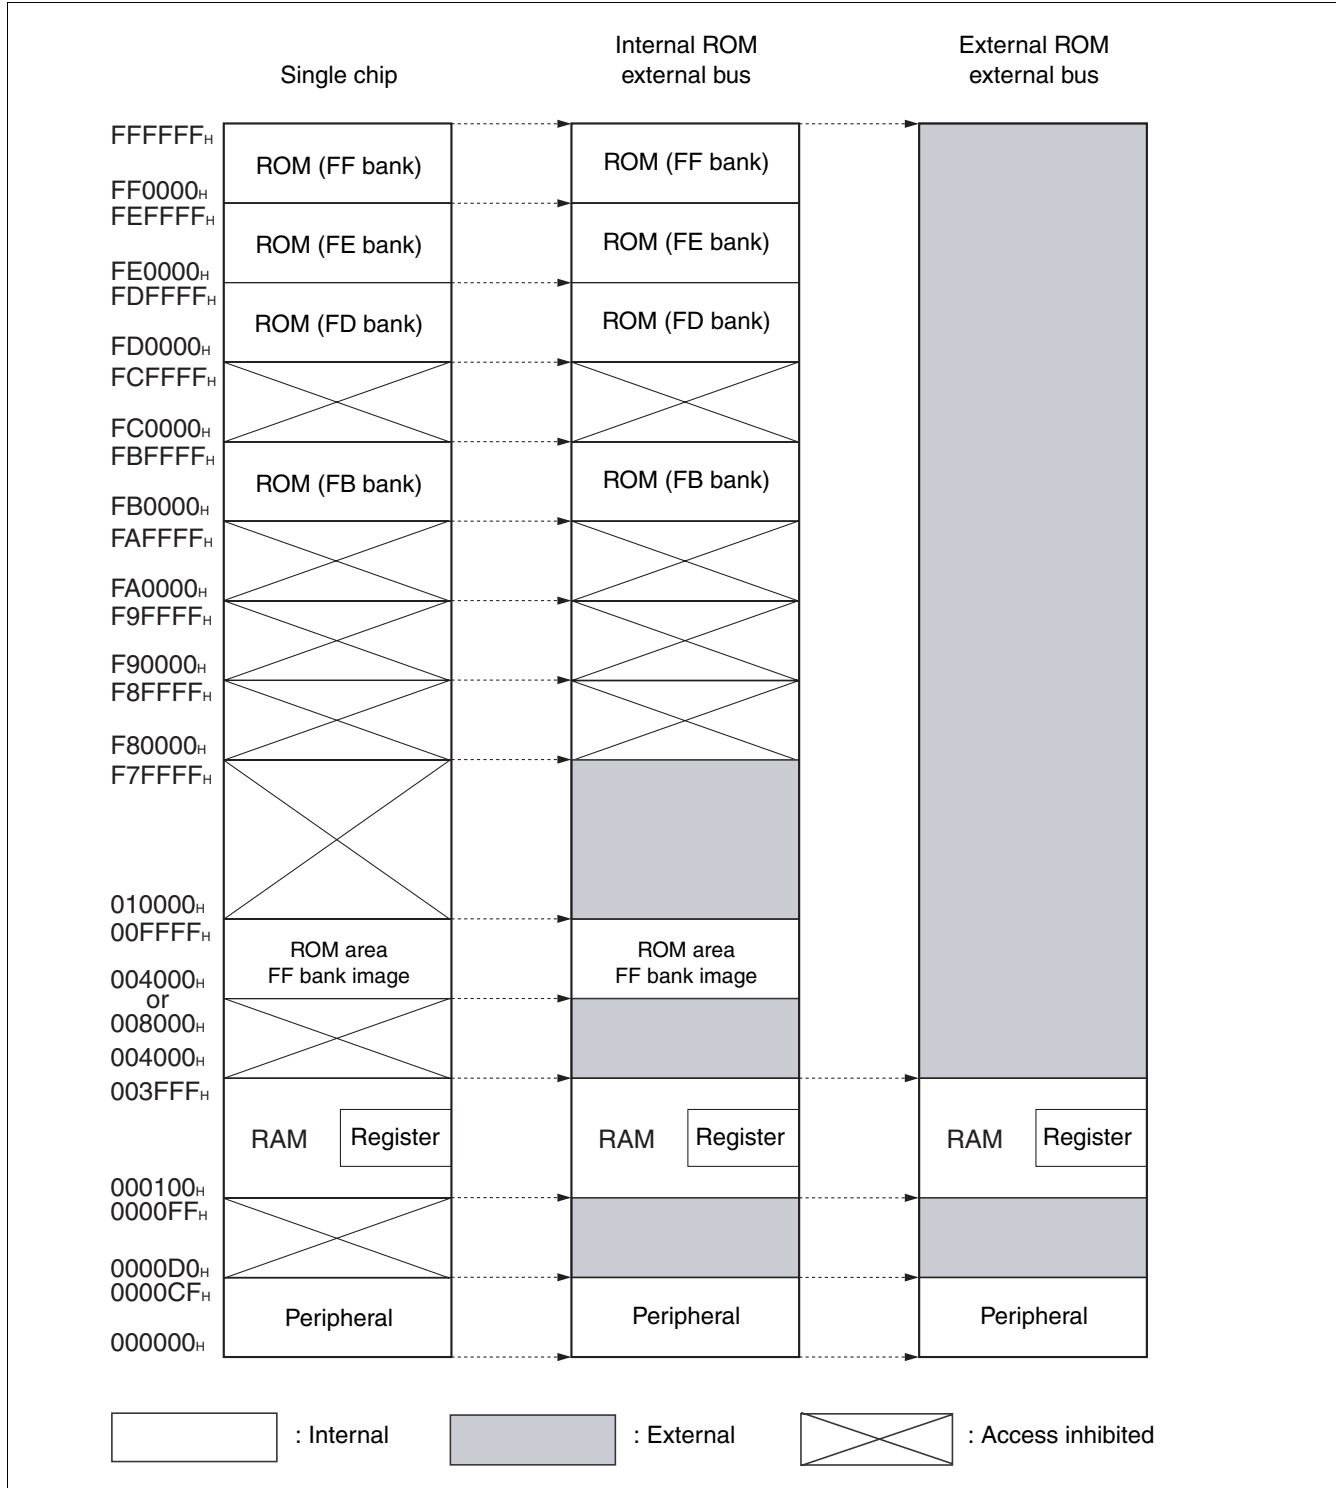 Single chip
Internal ROM
external bus
External ROM
external bus
FFFFFFH
ROM (FF bank)
ROM (FF bank)
FF0000H
FEFFFFH
ROM (FE bank)
ROM (FE bank)
FE0000H
FDFFFFH
ROM (FD bank)
ROM (FD bank)
FD0000H
FCFFFFH
FC0000H
FBFFFFH
ROM (FB bank)
ROM (FB bank)
FB0000H
FAFFFFH
FA0000H
F9FFFFH
F90000H
F8FFFFH
F80000H
F7FFFFH
010000H
00FFFFH
ROM area
FF bank image
ROM area
FF bank image
004000H
or
008000H
004000H
003FFFH
RAM
Register
RAM
Register
RAM
Register
000100H
0000FFH
0000D0H
0000CFH
Peripheral
Peripheral
Peripheral
000000H
: Internal
: External
: Access inhibited